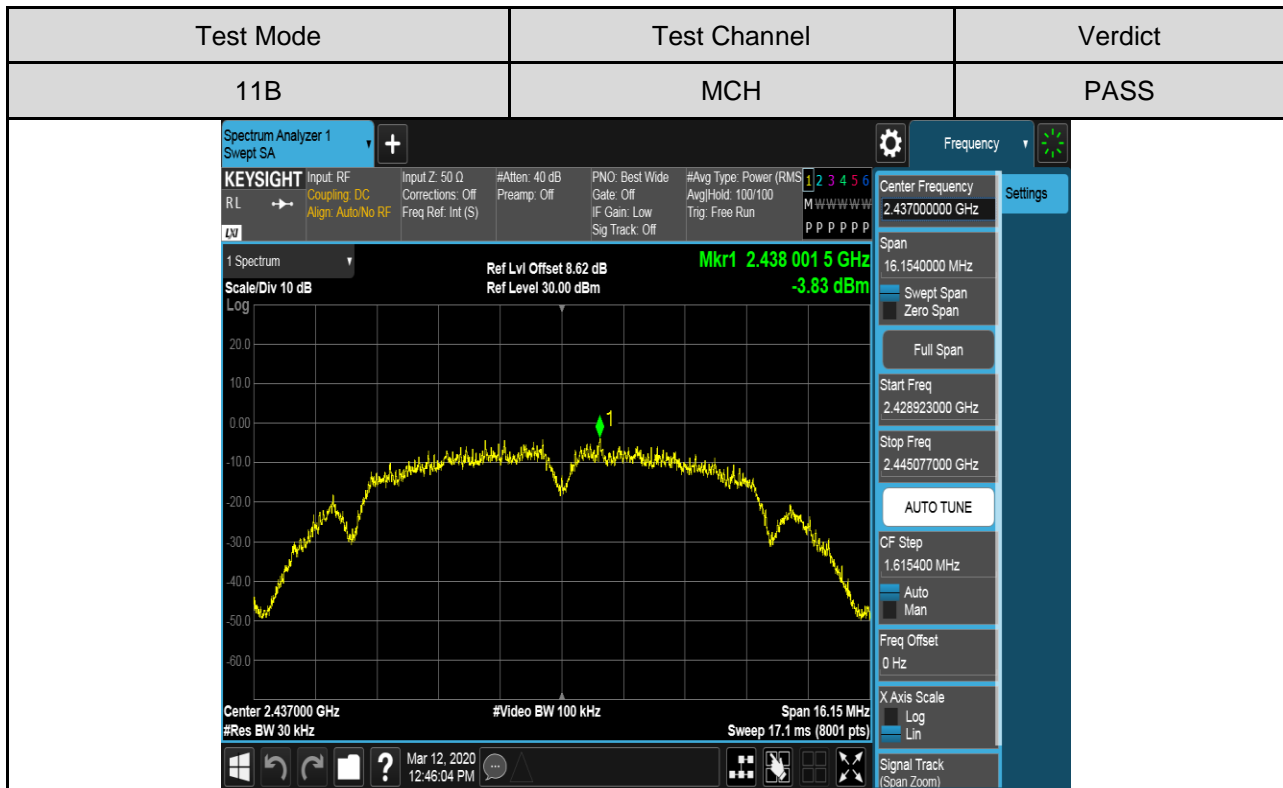 Test Mode Test Channel Verdict
11B MCH PASS
Spectrum Analyzer 1
Swept SA
+
Frequency
KEYSIGHT
RL
LXI
Input: RF
Coupling: DC
Align: Auto/No RF
Input Z: 50 Ω
Corrections: Off
Freq Ref: Int (S)
#Atten: 40 dB
Preamp: Off
PNO: Best Wide
Gate: Off
IF Gain: Low
Sig Track: Off
#Avg Type: Power (RMS
Avg|Hold: 100/100
Trig: Free Run
1 2 3 4 5 6
M W W W W W
P P P P P P
1 Spectrum
Scale/Div 10 dB
Log
Ref Lvl Offset 8.62 dB
Ref Level 30.00 dBm
Mkr1 2.438 001 5 GHz
-3.83 dBm
20.0
10.0
0.00
-10.0
-20.0
-30.0
-40.0
-50.0
-60.0
1
Center 2.437000 GHz
#Res BW 30 kHz
#Video BW 100 kHz
Span 16.15 MHz
Sweep 17.1 ms (8001 pts)
Center Frequency
2.437000000 GHz
Settings
Span
16.1540000 MHz
Swept Span
Zero Span
Full Span
Start Freq
2.428923000 GHz
Stop Freq
2.445077000 GHz
AUTO TUNE
CF Step
1.615400 MHz
Auto
Man
Freq Offset
0 Hz
X Axis Scale
Log
Lin
Signal Track
(Span Zoom)
?
Mar 12, 2020
12:46:04 PM